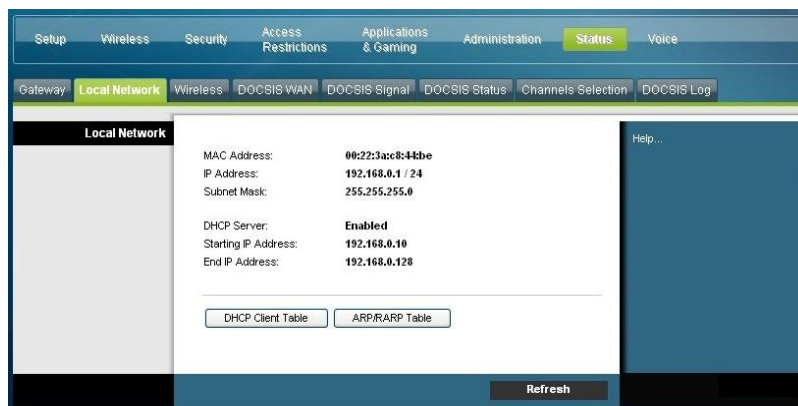 Setup Wireless Security Access Restrictions Applications & Gaming Administration Status Voice
Gateway Local Network Wireless DOCSIS WAN DOCSIS Signal DOCSIS Status Channels Selection DOCSIS Log
Local Network
Help...
MAC Address: 00:22:3a:c8:44:be
IP Address: 192.168.0.1 / 24
Subnet Mask: 255.255.255.0
DHCP Server: Enabled
Starting IP Address: 192.168.0.10
End IP Address: 192.168.0.128
DHCP Client Table ARP/RARP Table
Refresh